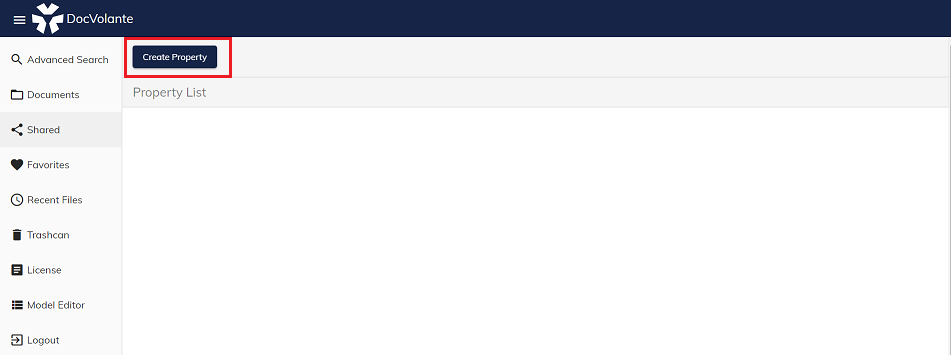 DocVolante
Advanced Search
Documents
Shared
Favorites
Recent Files
Trashcan
License
Model Editor
Logout
Create Property
Property List